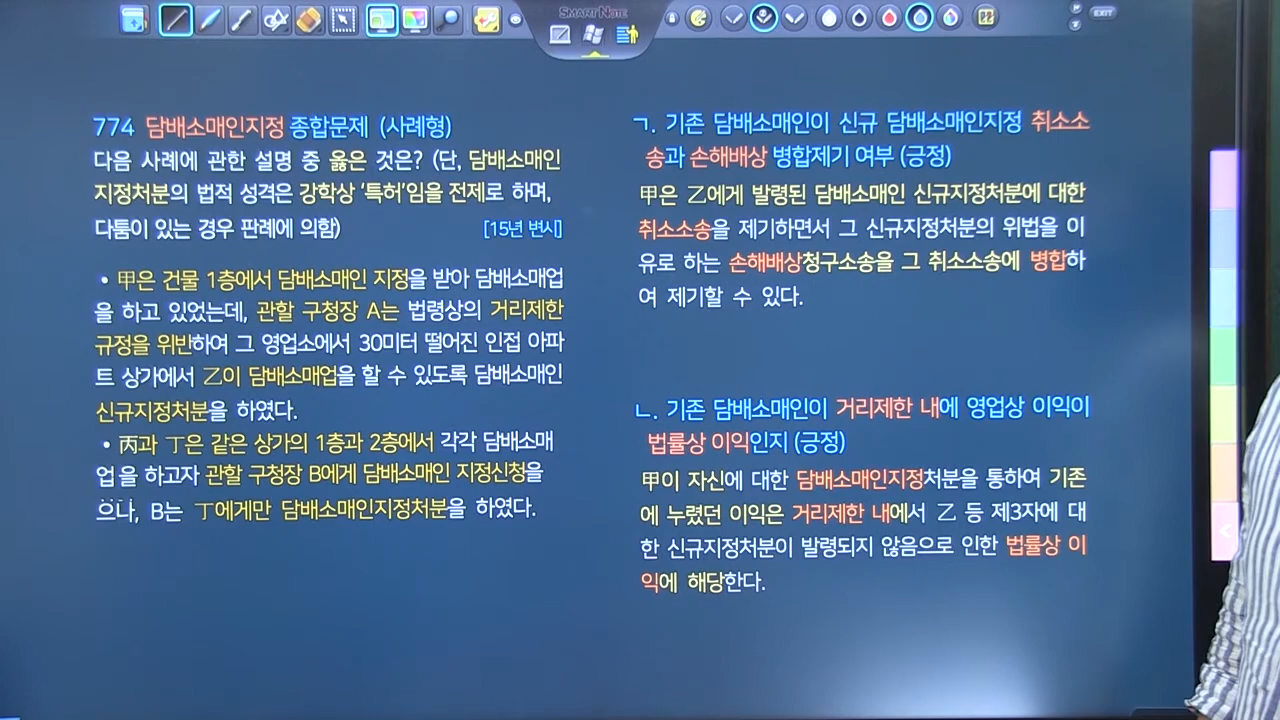 SMART NOTE
EXIT
774 담배소매인지정 종합문제 (사례형)
다음 사례에 관한 설명 중 옳은 것은? (단, 담배소매인
지정처분의 법적 성격은 강학상 '특허'임을 전제로 하며,
다툼이 있는 경우 판례에 의함) [15년 변시]
• 甲은 건물 1층에서 담배소매인 지정을 받아 담배소매업
을 하고 있었는데, 관할 구청장 A는 법령상의 거리제한
규정을 위반하여 그 영업소에서 30미터 떨어진 인접 아파
트 상가에서 乙이 담배소매업을 할 수 있도록 담배소매인
신규지정처분을 하였다.
• 丙과 丁은 같은 상가의 1층과 2층에서 각각 담배소매
업을 하고자 관할 구청장 B에게 담배소매인 지정신청을
으나, B는 丁에게만 담배소매인지정처분을 하였다.
ㄱ. 기존 담배소매인이 신규 담배소매인지정 취소소
송과 손해배상 병합제기 여부 (긍정)
甲은 乙에게 발령된 담배소매인 신규지정처분에 대한
취소소송을 제기하면서 그 신규지정처분의 위법을 이
유로 하는 손해배상청구소송을 그 취소소송에 병합하
여 제기할 수 있다.
ㄴ. 기존 담배소매인이 거리제한 내에 영업상 이익이
법률상 이익인지 (긍정)
甲이 자신에 대한 담배소매인지정처분을 통하여 기존
에 누렸던 이익은 거리제한 내에서 乙 등 제3자에 대
한 신규지정처분이 발령되지 않음으로 인한 법률상 이
익에 해당한다.